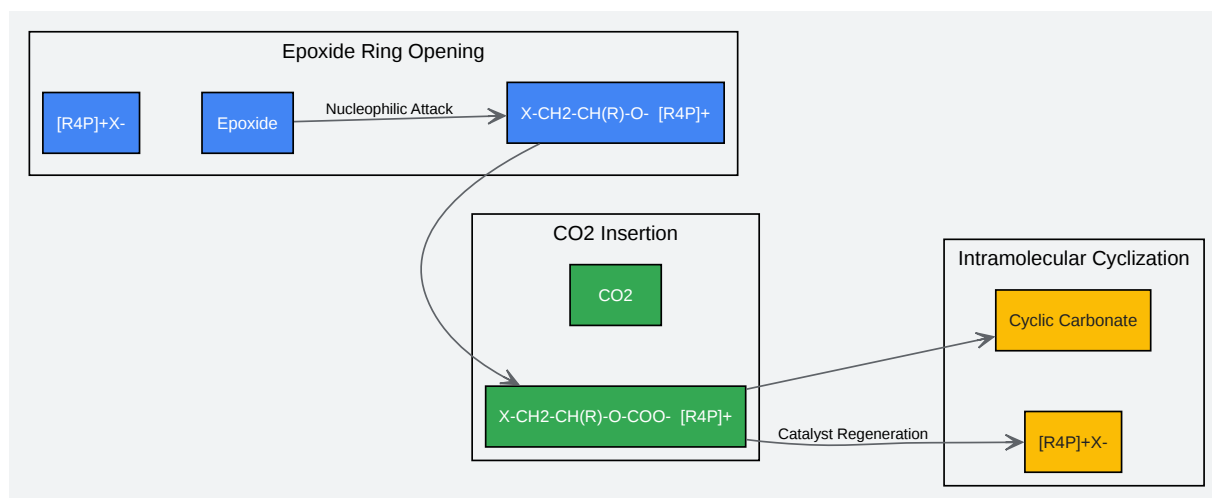 Epoxide Ring Opening
[R4P]+X-
Epoxide
Nucleophilic Attack
X-CH2-CH(R)-O-  [R4P]+
CO2 Insertion
CO2
X-CH2-CH(R)-O-COO-  [R4P]+
Intramolecular Cyclization
Cyclic Carbonate
Catalyst Regeneration
[R4P]+X-